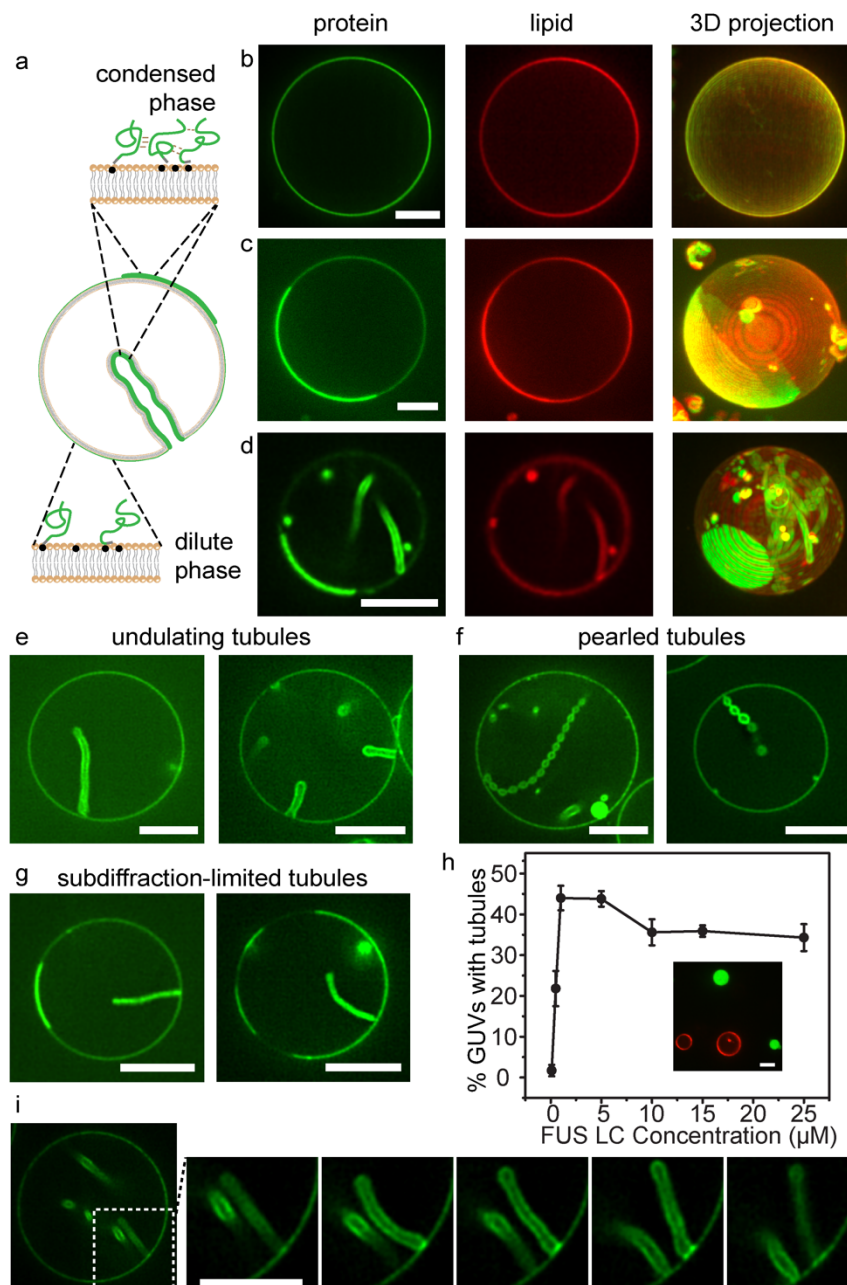 protein
lipid
3D projection
a
condensed
phase
dilute
phase
b
c
d
e
undulating tubules
f
pearled tubules
g
subdiffraction-limited tubules
h
% GUVs with tubules
50
40
30
20
10
0
0 5 10 15 20 25
FUS LC Concentration (µM)
i